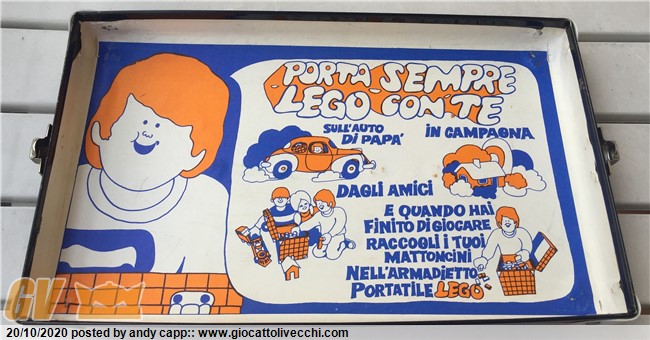 PORTA SEMPRE
LEGO CON TE
SULL'AUTO
DI PAPA'
IN CAMPAGNA
DAGLI AMICI
E QUANDO HAI
FINITO DI GIOCARE
RACCOGLI I TUOI
MATTONCINI
NELL'ARMADIETTO
PORTATILE LEGO
GV
20/10/2020 posted by andy capp:: www.giocattolivecchi.com